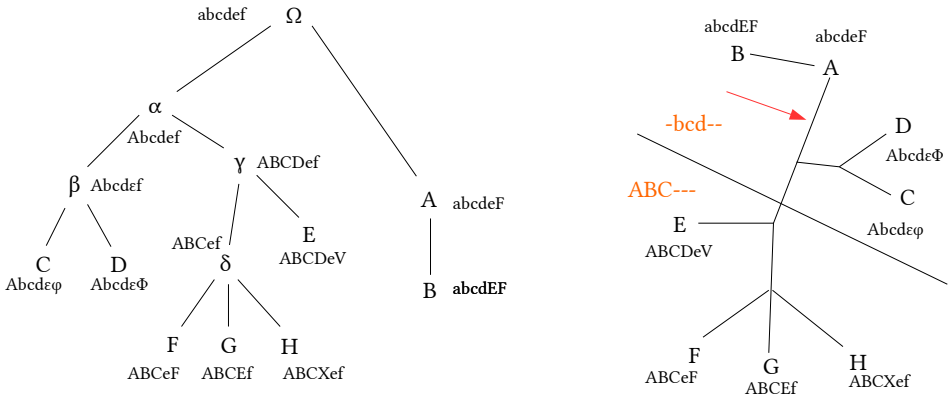 abcdef Ω
α
Abcdef
β Abcdεf
γ ABCDef
C
Abcdεφ
D
AbcdεΦ
ABCef
δ
E
ABCDeV
F
ABCeF
G
ABCEf
H
ABCXef
A abcdeF
B abcdEF
abcdEF
B
abcdeF
A
-bcd--
ABC---
D
AbcdεΦ
C
Abcdεφ
E
ABCDeV
F
ABCeF
G
ABCEf
H
ABCXef